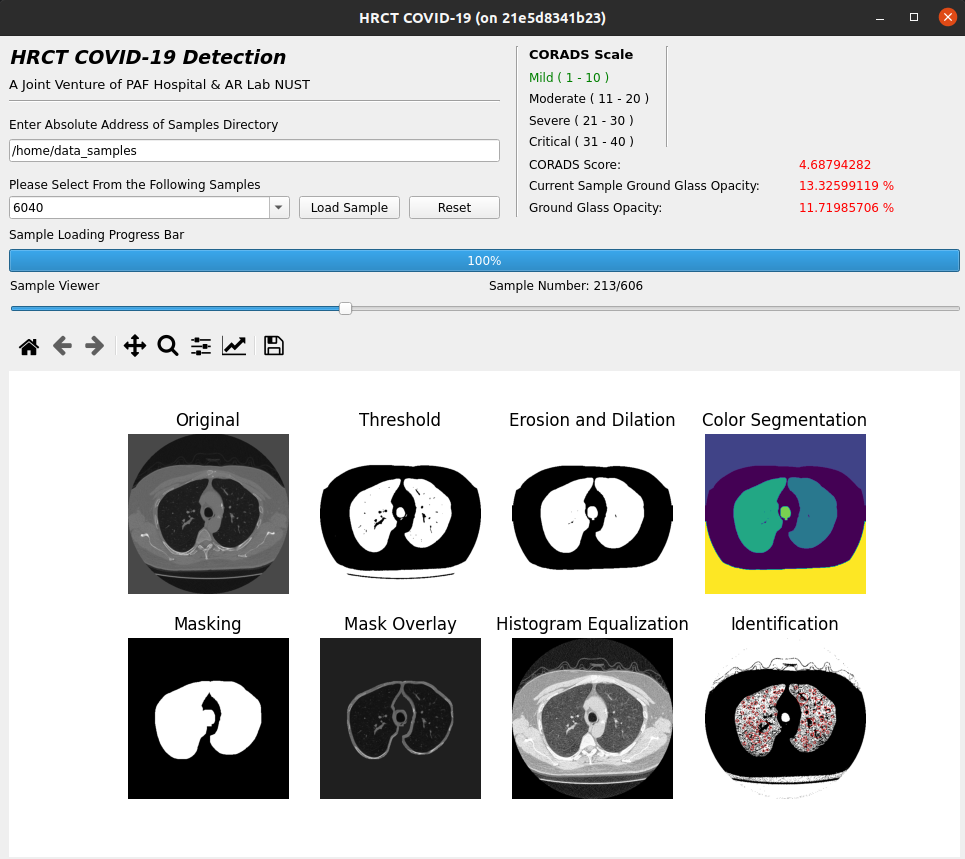 HRCT COVID-19 (on 21e5d8341b23)
HRCT COVID-19 Detection
A Joint Venture of PAF Hospital & AR Lab NUST
Enter Absolute Address of Samples Directory
/home/data_samples
Please Select From the Following Samples
6040
Load Sample
Reset
CORADS Scale
Mild ( 1 - 10 )
Moderate ( 11 - 20 )
Severe ( 21 - 30 )
Critical ( 31 - 40 )
CORADS Score: 4.68794282
Current Sample Ground Glass Opacity: 13.32599119 %
Ground Glass Opacity: 11.71985706 %
Sample Loading Progress Bar
100%
Sample Viewer
Sample Number: 213/606
Original
Threshold
Erosion and Dilation
Color Segmentation
Masking
Mask Overlay
Histogram Equalization
Identification